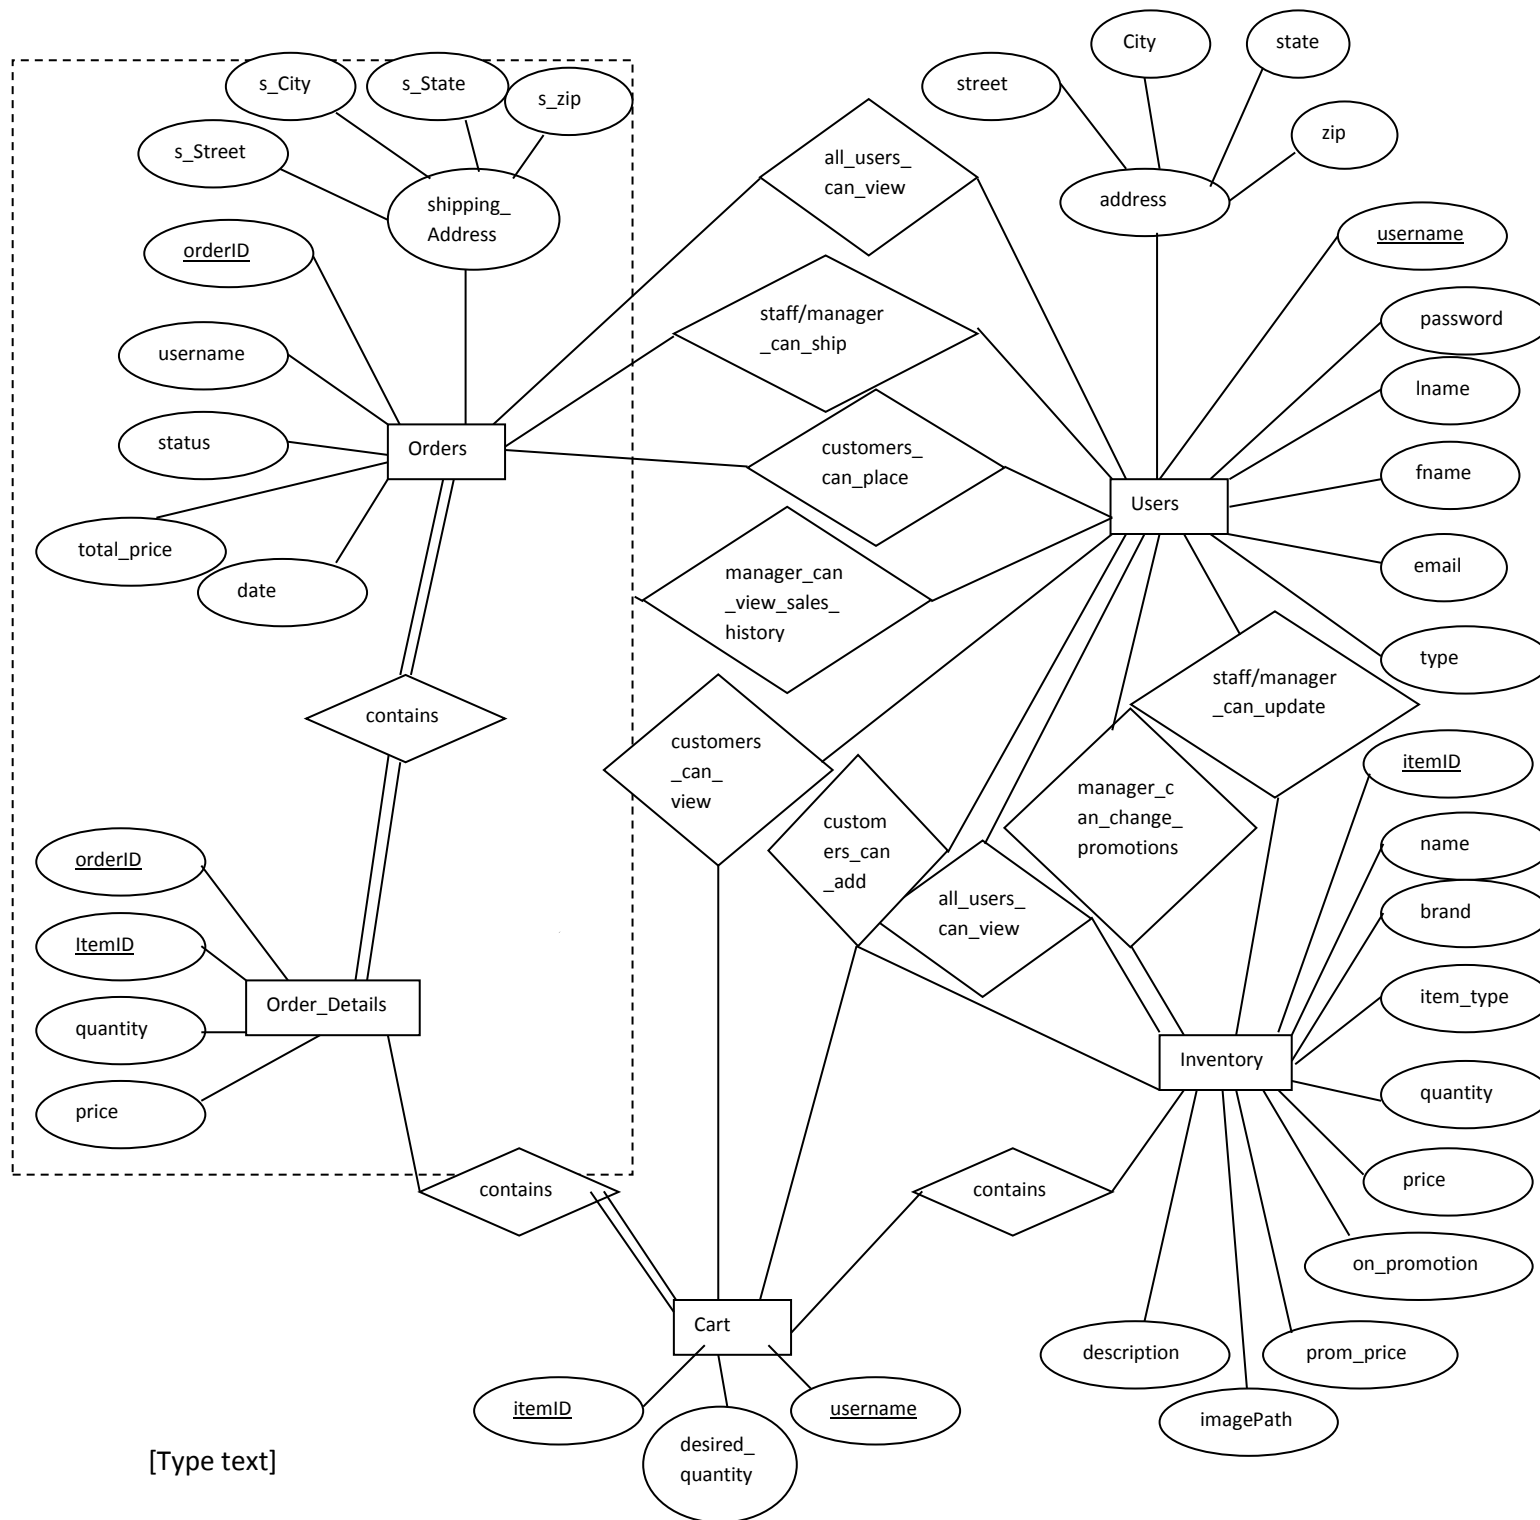 City
state
s_City
s_State
s_zip
street
zip
s_Street
all_users_
can_view
shipping_
Address
address
orderID
username
staff/manager
_can_ship
password
username
lname
status
Orders
customers_
can_place
fname
Users
total_price
date
manager_can
_view_sales_
history
email
type
staff/manager
_can_update
contains
customers
_can_
view
itemID
manager_c
an_change_
promotions
custom
ers_can
_add
name
orderID
all_users_
can_view
brand
ItemID
Order_Details
item_type
quantity
Inventory
quantity
price
contains
contains
price
on_promotion
Cart
description
prom_price
itemID
username
imagePath
desired_
quantity
[Type text]